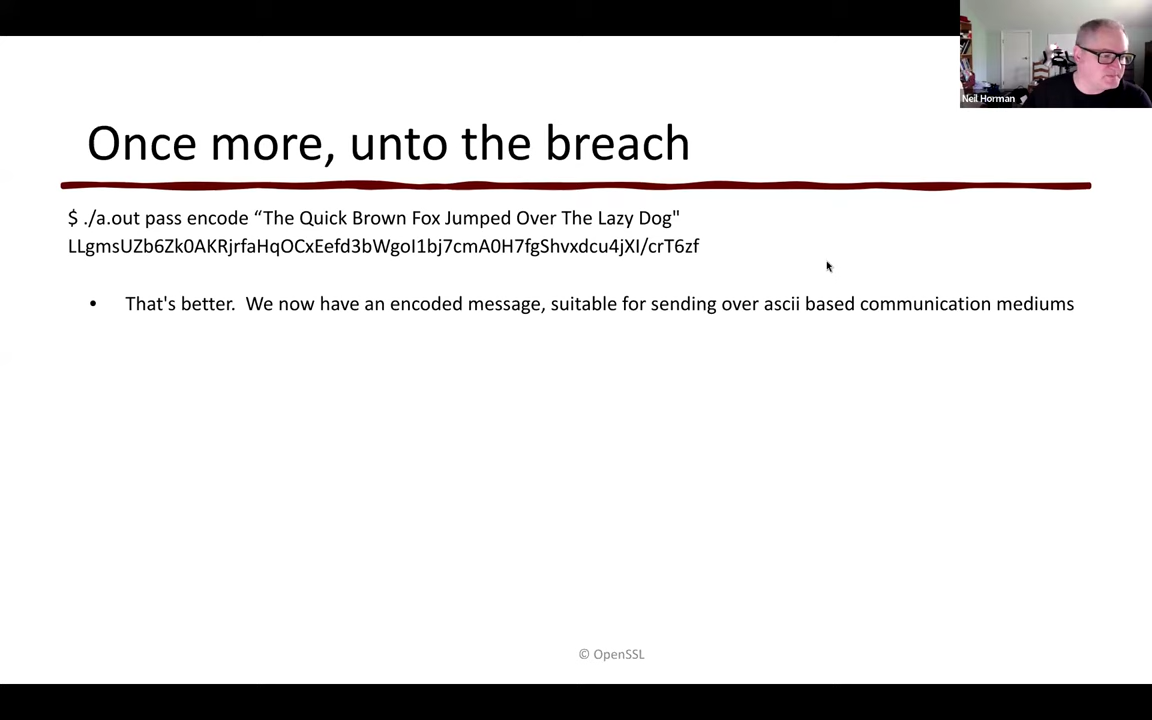 Neil Horman
Once more, unto the breach
$ ./a.out pass encode “The Quick Brown Fox Jumped Over The Lazy Dog"
LLgmsUZb6Zk0AKRjrfaHqOCxEefd3bWgoI1bj7cmA0H7fgShvxdcu4jXI/crT6zf
• That's better.  We now have an encoded message, suitable for sending over ascii based communication mediums
© OpenSSL